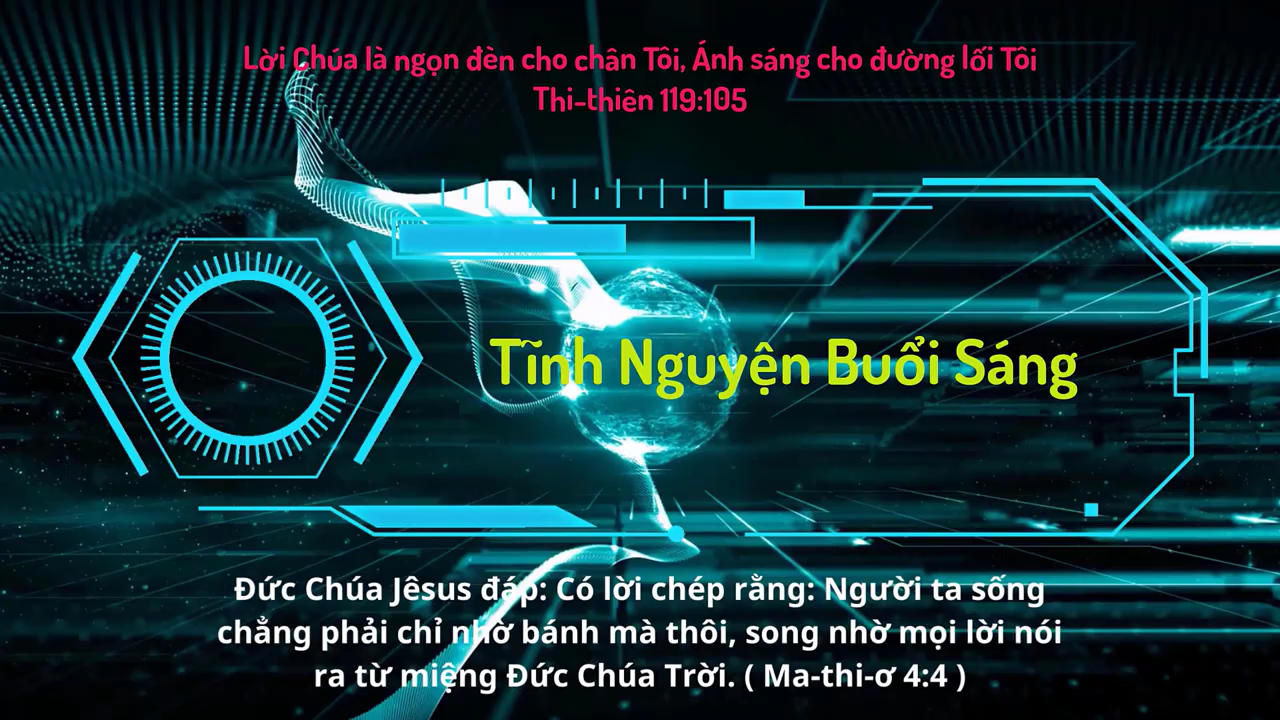 Lời Chúa là ngọn đèn cho chân Tôi, Ánh sáng cho đường lối Tôi
Thi-thiên 119:105
Tĩnh Nguyện Buổi Sáng
Đức Chúa Jêsus đáp: Có lời chép rằng: Người ta sống
chẳng phải chỉ nhờ bánh mà thôi, song nhờ mọi lời nói
ra từ miệng Đức Chúa Trời. ( Ma-thi-ơ 4:4 )